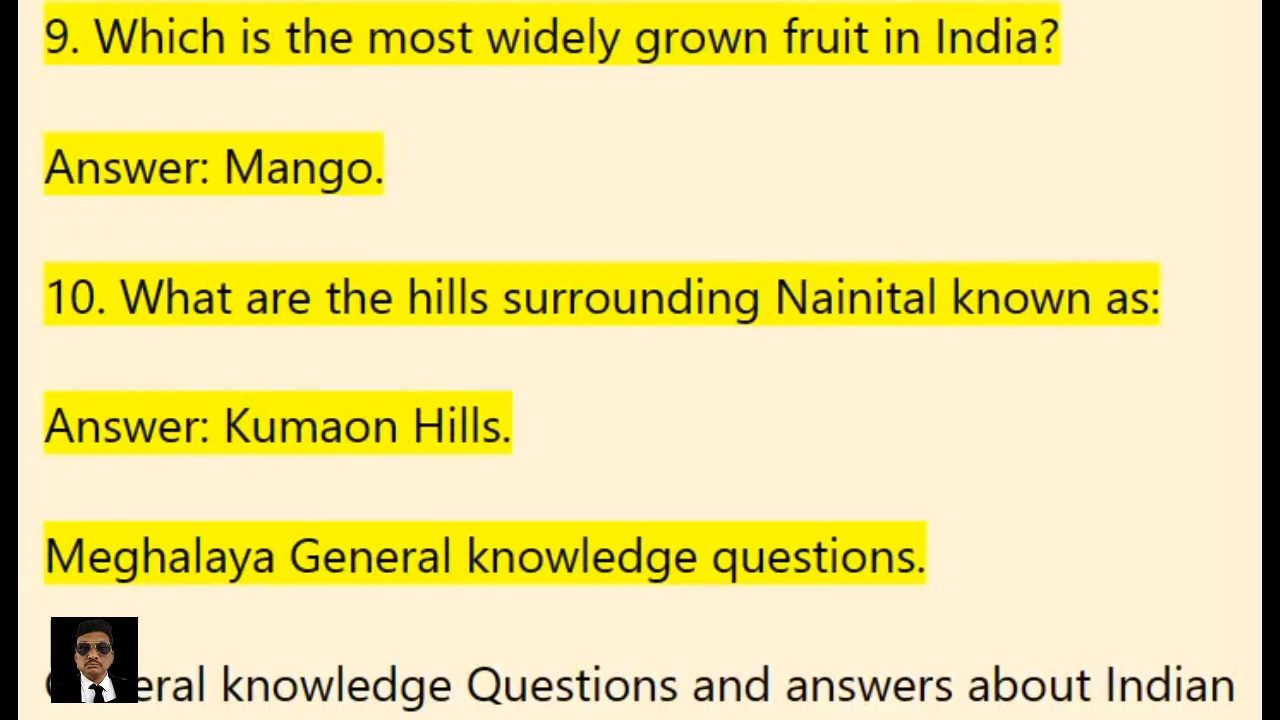 9. Which is the most widely grown fruit in India?
Answer: Mango.
10. What are the hills surrounding Nainital known as:
Answer: Kumaon Hills.
Meghalaya General knowledge questions.
knowledge Questions and answers about Indian